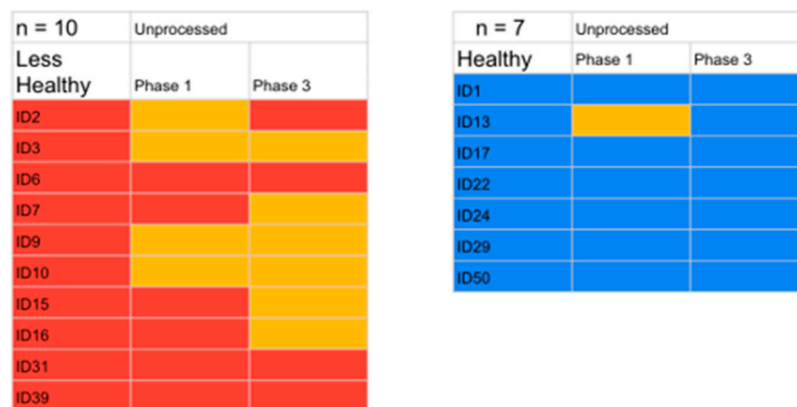 n = 10 Unprocessed
Less
Healthy Phase 1 Phase 3
ID2
ID3
ID6
ID7
ID9
ID10
ID15
ID16
ID31
ID39
n = 7 Unprocessed
Healthy Phase 1 Phase 3
ID1
ID13
ID17
ID22
ID24
ID29
ID50